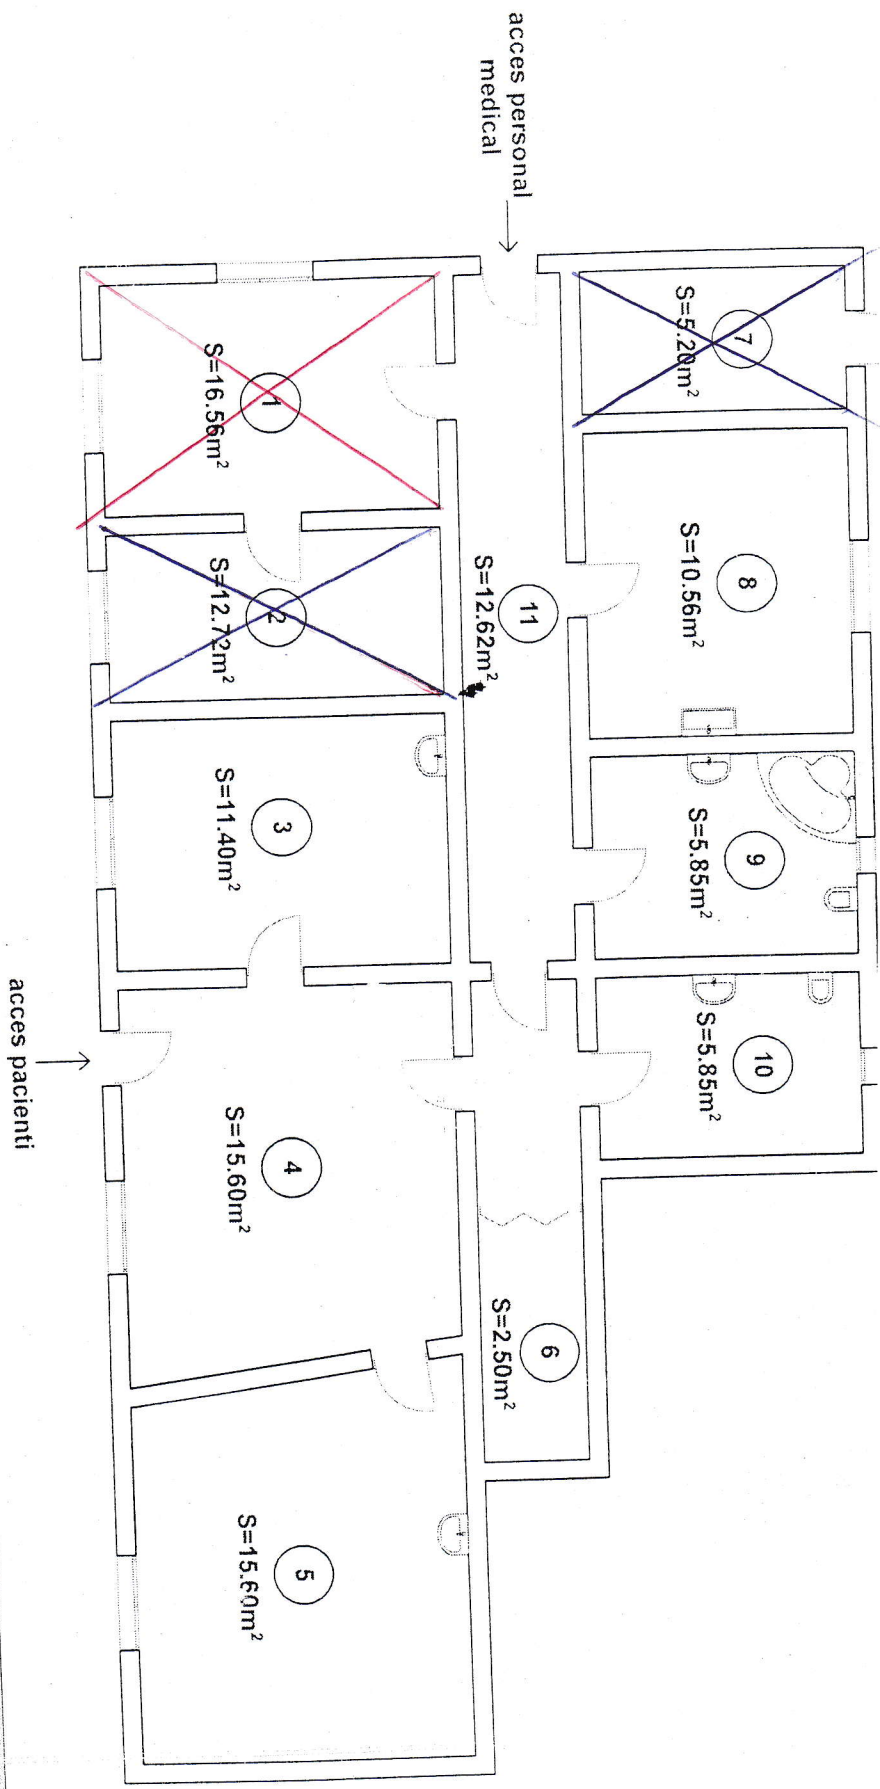 acces personal
medical
7
S=5.20m²
8
S=10.56m²
9
S=5.85m²
10
S=5.85m²
11
S=12.62m²
6
S=2.50m²
1
S=16.56m²
2
S=12.72m²
3
S=11.40m²
4
S=15.60m²
5
S=15.60m²
acces pacienti